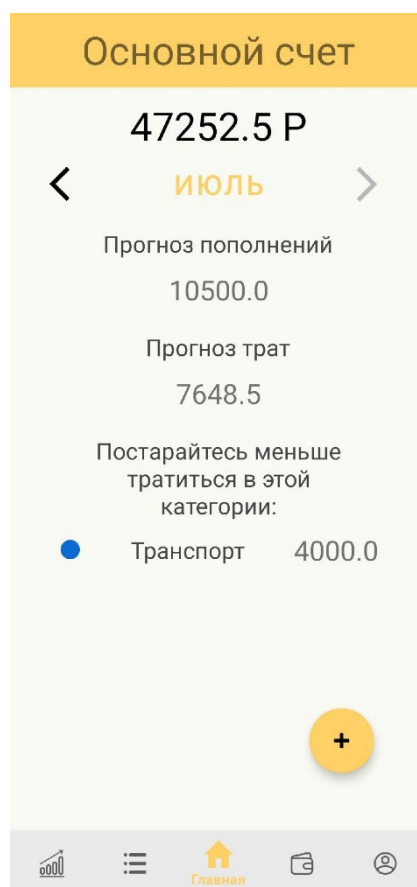 Основной счет
47252.5 Р
июль
Прогноз пополнений
10500.0
Прогноз трат
7648.5
Постарайтесь меньше
тратиться в этой
категории:
Транспорт 4000.0
+
Главная